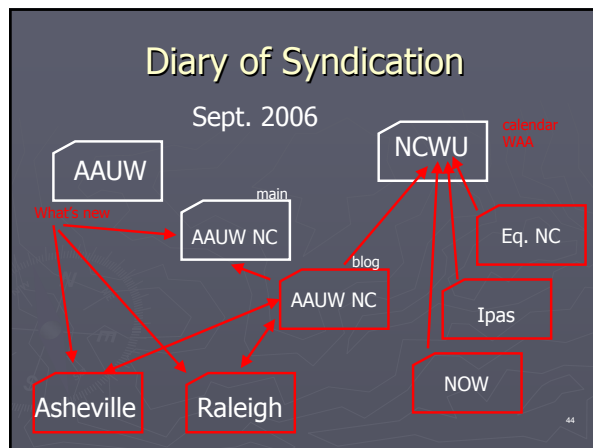 Diary of Syndication
Sept. 2006
calendar
WAA
NCWU
AAUW
main
What's new
AAUW NC
Eq. NC
blog
AAUW NC
Ipas
NOW
Asheville
Raleigh
44